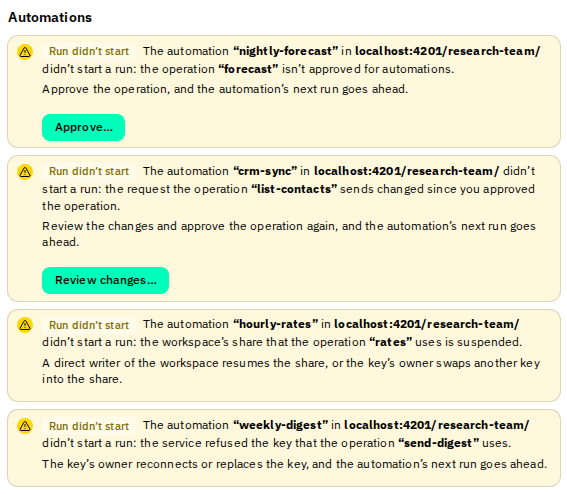 Automations
Run didn't start The automation “nightly-forecast” in localhost:4201/research-team/
didn't start a run: the operation “forecast” isn't approved for automations.
Approve the operation, and the automation's next run goes ahead.
Approve...
Run didn't start The automation “crm-sync” in localhost:4201/research-team/ didn't
start a run: the request the operation “list-contacts” sends changed since you approved
the operation.
Review the changes and approve the operation again, and the automation's next run goes
ahead.
Review changes...
Run didn't start The automation “hourly-rates” in localhost:4201/research-team/
didn't start a run: the workspace's share that the operation “rates” uses is suspended.
A direct writer of the workspace resumes the share, or the key's owner swaps another key
into the share.
Run didn't start The automation “weekly-digest” in localhost:4201/research-team/
didn't start a run: the service refused the key that the operation “send-digest” uses.
The key's owner reconnects or replaces the key, and the automation's next run goes ahead.